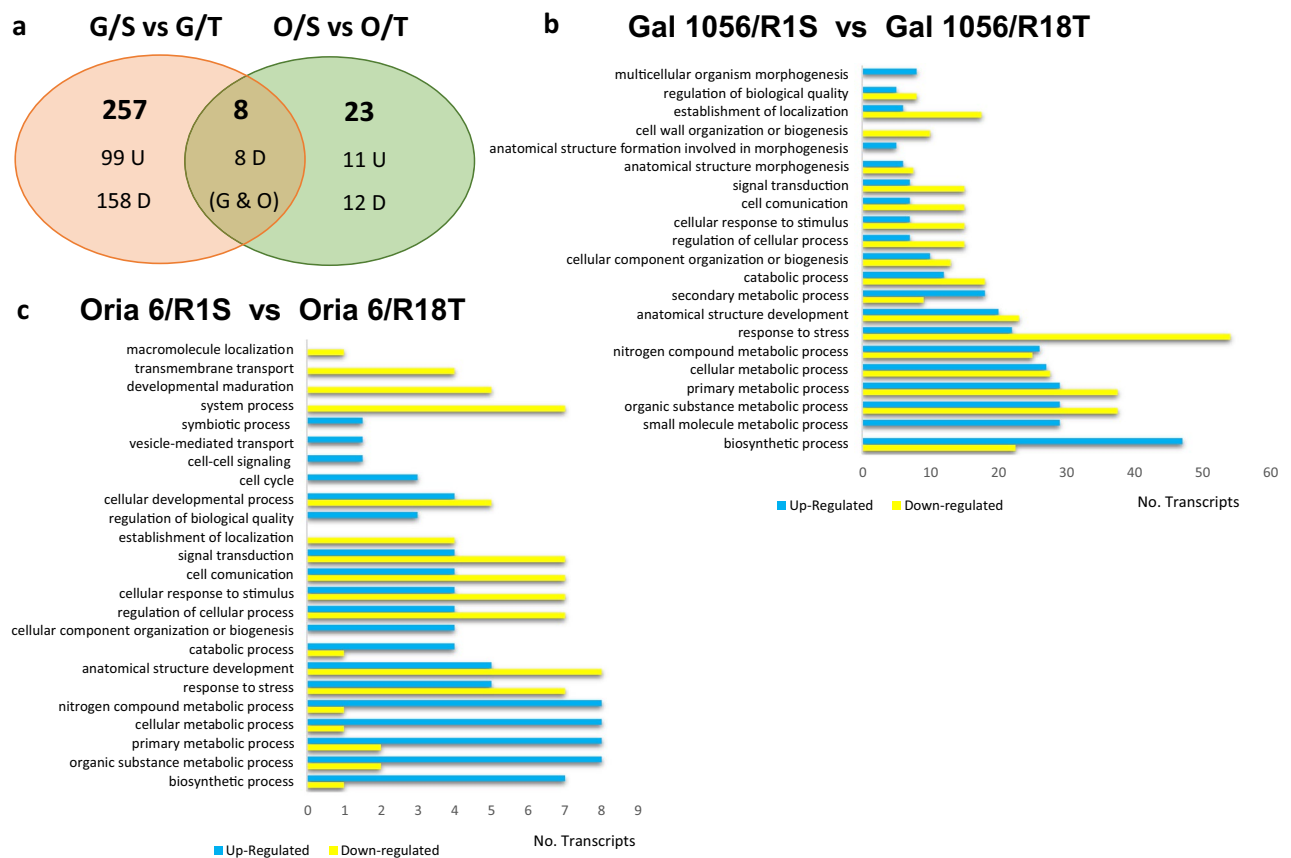 a
G/S vs G/T
O/S vs O/T
257
8
23
99 U
8 D
11 U
158 D
(G & O)
12 D
b
Gal 1056/R1S vs Gal 1056/R18T
multicellular organism morphogenesis
regulation of biological quality
establishment of localization
cell wall organization or biogenesis
anatomical structure formation involved in morphogenesis
anatomical structure morphogenesis
signal transduction
cell comunication
cellular response to stimulus
regulation of cellular process
cellular component organization or biogenesis
catabolic process
secondary metabolic process
anatomical structure development
response to stress
nitrogen compound metabolic process
cellular metabolic process
primary metabolic process
organic substance metabolic process
small molecule metabolic process
biosynthetic process
0 10 20 30 40 50 60
Up-Regulated Down-regulated
No. Transcripts
c
Oria 6/R1S vs Oria 6/R18T
macromolecule localization
transmembrane transport
developmental maduration
system process
symbiotic process
vesicle-mediated transport
cell-cell signaling
cell cycle
cellular developmental process
regulation of biological quality
establishment of localization
signal transduction
cell comunication
cellular response to stimulus
regulation of cellular process
cellular component organization or biogenesis
catabolic process
anatomical structure development
response to stress
nitrogen compound metabolic process
cellular metabolic process
primary metabolic process
organic substance metabolic process
biosynthetic process
0 1 2 3 4 5 6 7 8 9
Up-Regulated Down-regulated
No. Transcripts